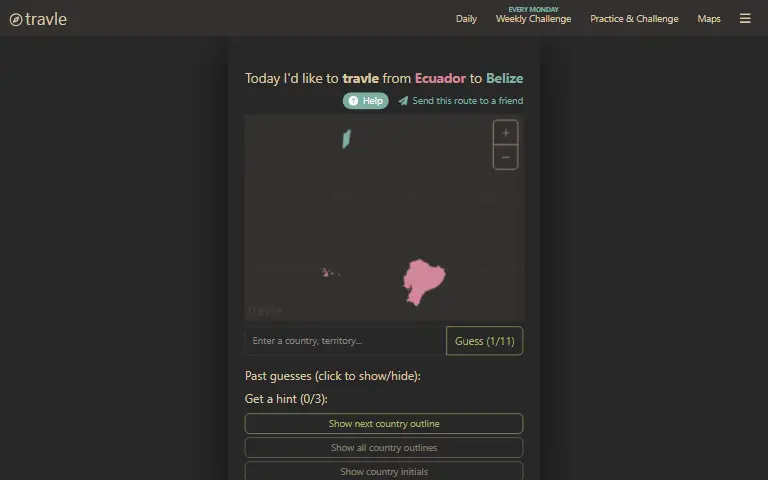 travle
Daily
EVERY MONDAY
Weekly Challenge
Practice & Challenge
Maps
Today I'd like to travle from Ecuador to Belize
? Help
Send this route to a friend
+
−
travle
Enter a country, territory...
Guess (1/11)
Past guesses (click to show/hide):
Get a hint (0/3):
Show next country outline
Show all country outlines
Show country initials